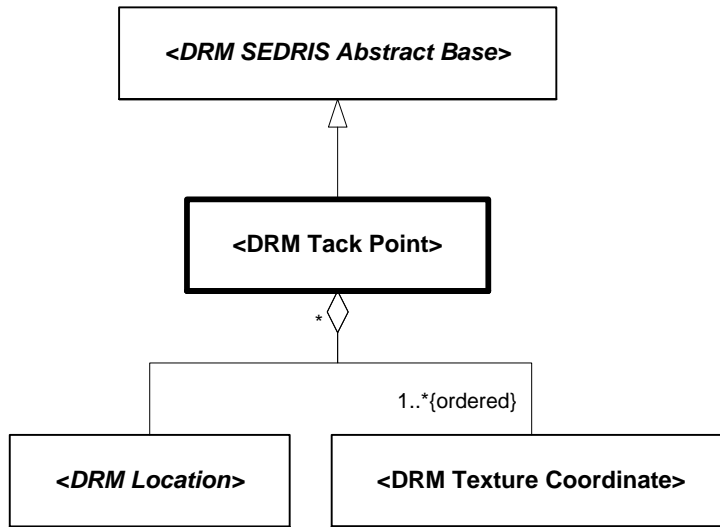 <DRM SEDRIS Abstract Base>
<DRM Tack Point>
*
1..*{ordered}
<DRM Location>
<DRM Texture Coordinate>